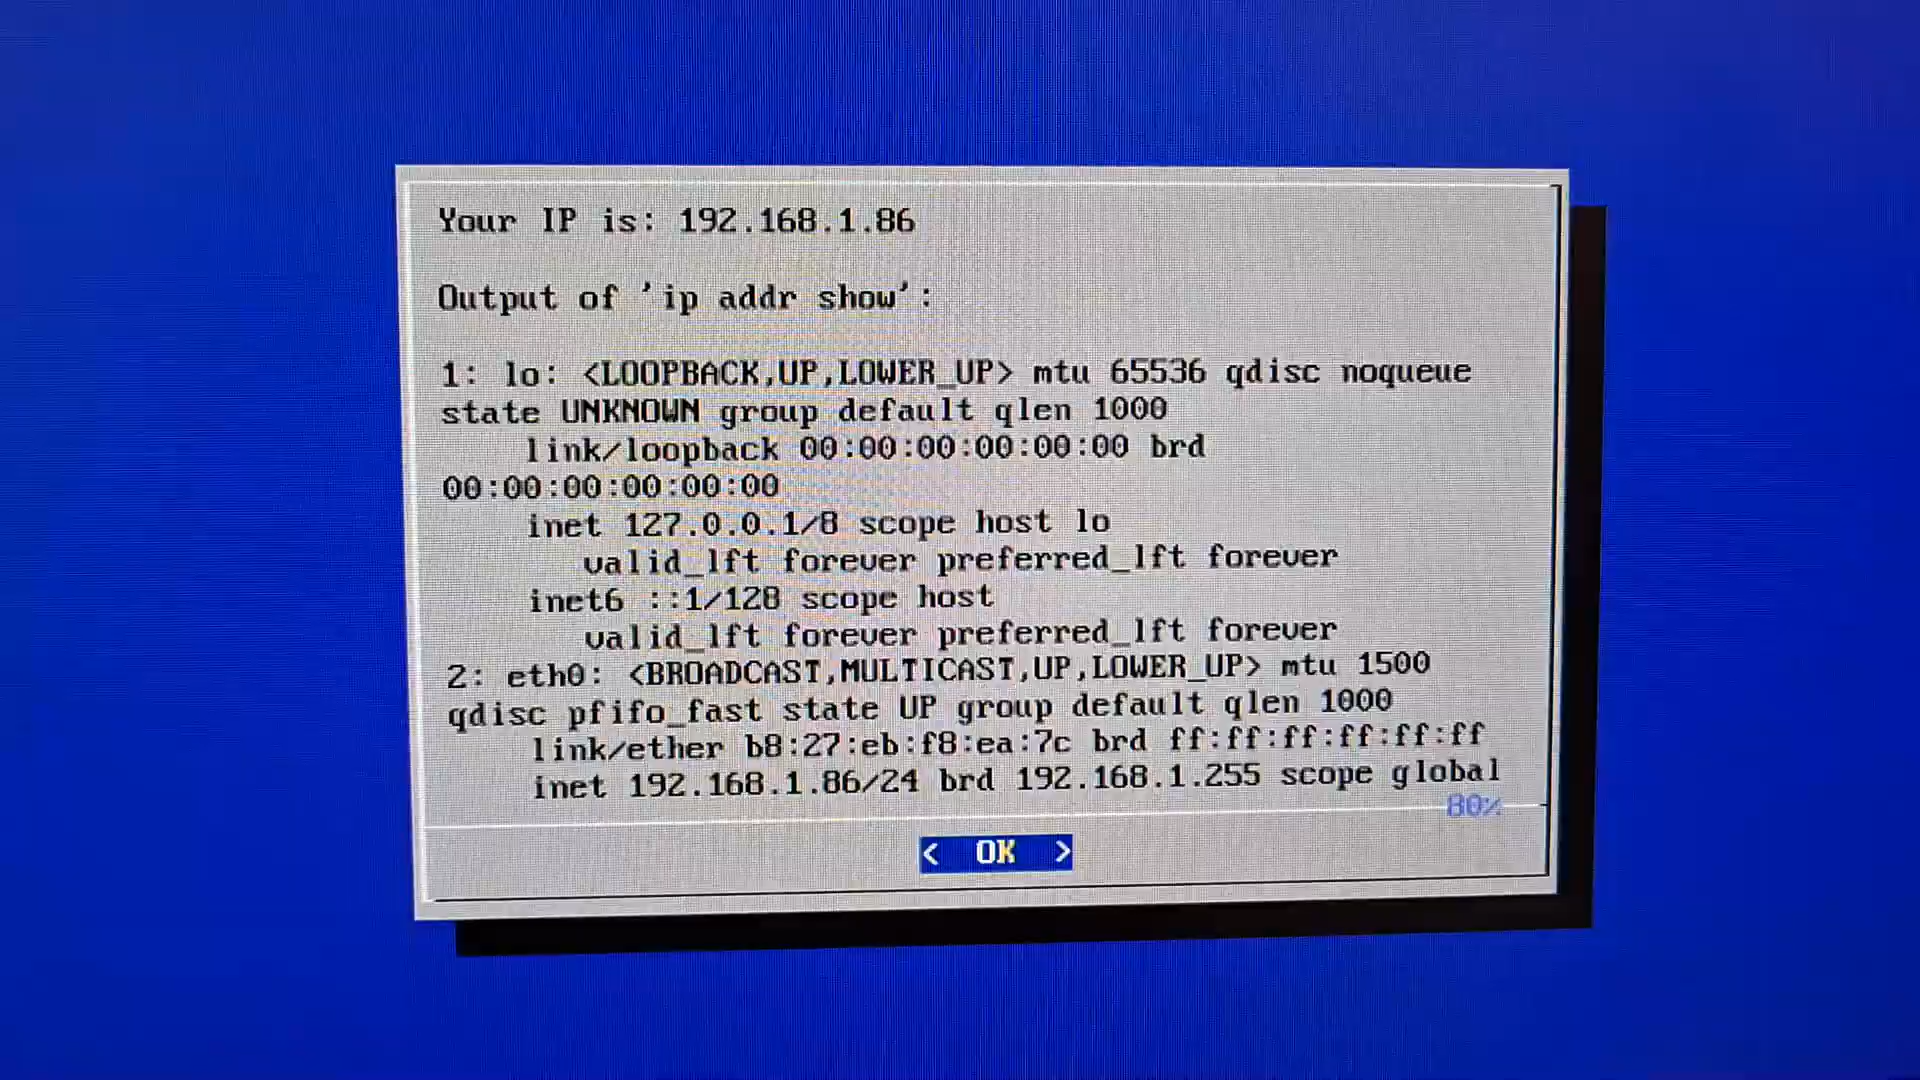 Your IP is: 192.168.1.86
Output of 'ip addr show':
1: lo: <LOOPBACK,UP,LOWER_UP> mtu 65536 qdisc noqueue
state UNKNOWN group default qlen 1000
link/loopback 00:00:00:00:00:00 brd
00:00:00:00:00:00
inet 127.0.0.1/8 scope host lo
valid_lft forever preferred_lft forever
inet6 ::1/128 scope host
valid_lft forever preferred_lft forever
2: eth0: <BROADCAST,MULTICAST,UP,LOWER_UP> mtu 1500
qdisc pfifo_fast state UP group default qlen 1000
link/ether b8:27:eb:f8:ea:7c brd ff:ff:ff:ff:ff:ff
inet 192.168.1.86/24 brd 192.168.1.255 scope global
80%
< OK >